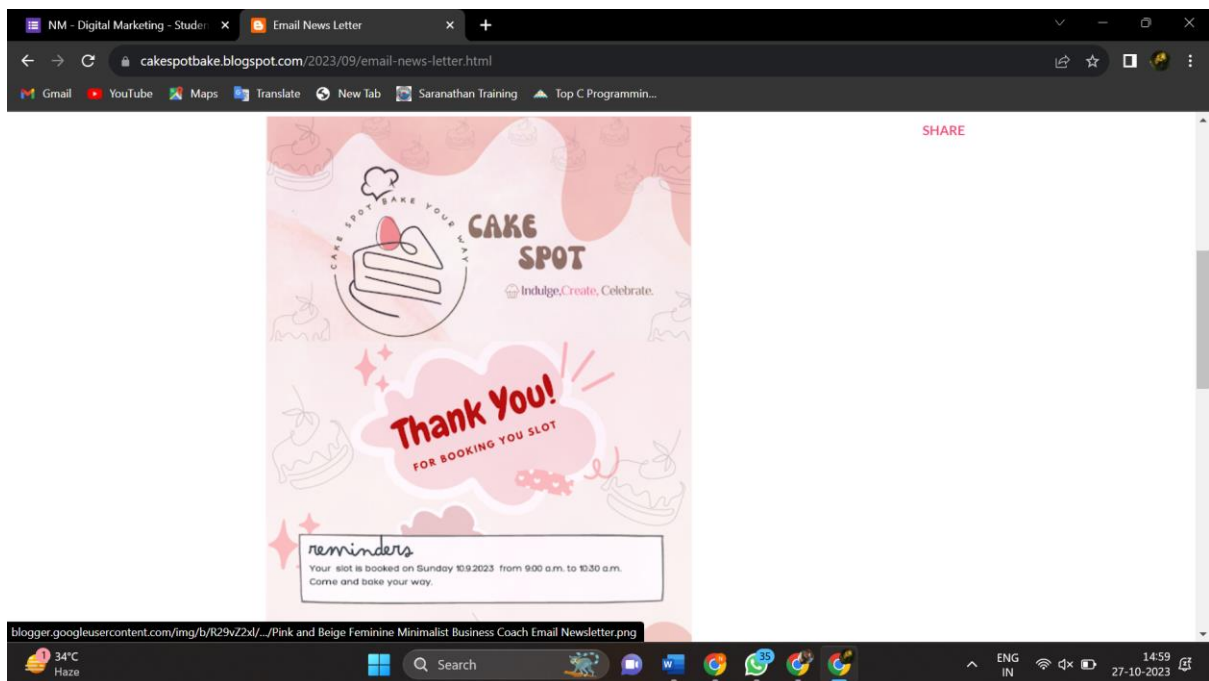 NM - Digital Marketing - Studen
Email News Letter
cakespotbake.blogspot.com/2023/09/email-news-letter.html
Gmail YouTube Maps Translate New Tab Saranathan Training Top C Programmin...
SHARE
CAKE SPOT BAKE YOUR WAY
CAKE
SPOT
Indulge,Create, Celebrate.
Thank You!
FOR BOOKING YOU SLOT
reminders
Your slot is booked on Sunday 10.9.2023 from 9:00 a.m. to 10:30 a.m.
Come and bake your way.
blogger.googleusercontent.com/img/b/R29vZ2xl/.../Pink and Beige Feminine Minimalist Business Coach Email Newsletter.png
1
34°C
Haze
Search
35
ENG
IN
14:59
27-10-2023